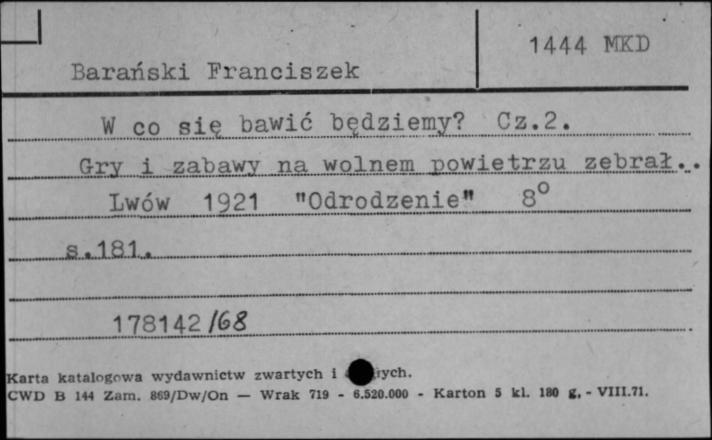 1444 MKD
Barański Franciszek
W co się bawić będziemy? Cz.2.
Gry i zabawy na wolnem powietrzu zebrał..
Lwów 1921 "Odrodzenie" 8°
s.181.
178142/68
Karta katalogowa wydawnictw zwartych i
CWD B 144 Zam. 869/Dw/On — Wrak 719 - 6.520.000 - Karton 5 kl. 180 g. - VIII.71.